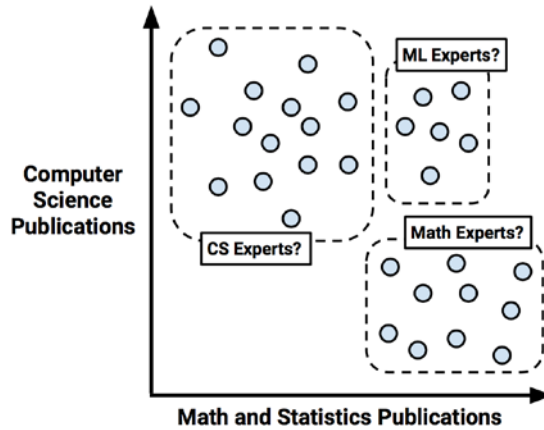 ML Experts?
Computer
Science
Publications
Math Experts?
CS Experts?
Math and Statistics Publications